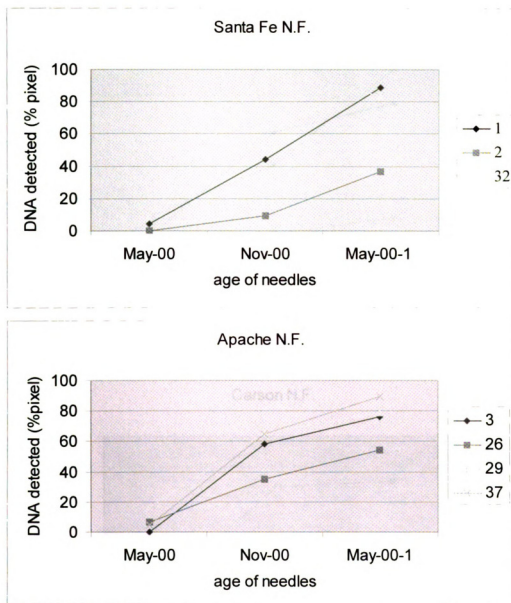 Santa Fe N.F.
DNA detected (% pixel)
100
80
60
40
20
0
May-00 Nov-00 May-00-1
age of needles
1
2
32
Apache N.F.
DNA detected (%pixel)
100
80
60
40
20
0
Carson N.F
May-00 Nov-00 May-00-1
age of needles
3
26
29
37